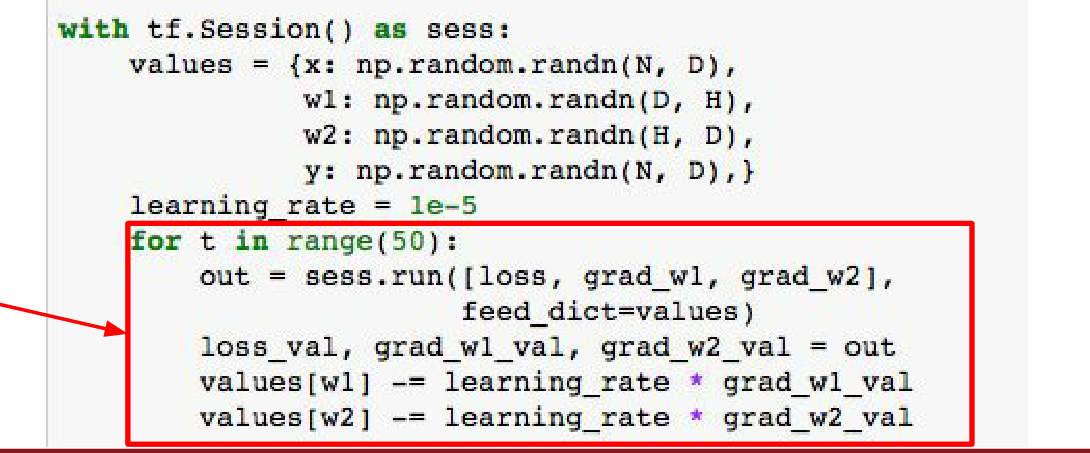 with tf.Session() as sess:
    values = {x: np.random.randn(N, D),
              w1: np.random.randn(D, H),
              w2: np.random.randn(H, D),
              y: np.random.randn(N, D),}
    learning_rate = 1e-5
    for t in range(50):
        out = sess.run([loss, grad_w1, grad_w2],
                       feed_dict=values)
        loss_val, grad_w1_val, grad_w2_val = out
        values[w1] -= learning_rate * grad_w1_val
        values[w2] -= learning_rate * grad_w2_val